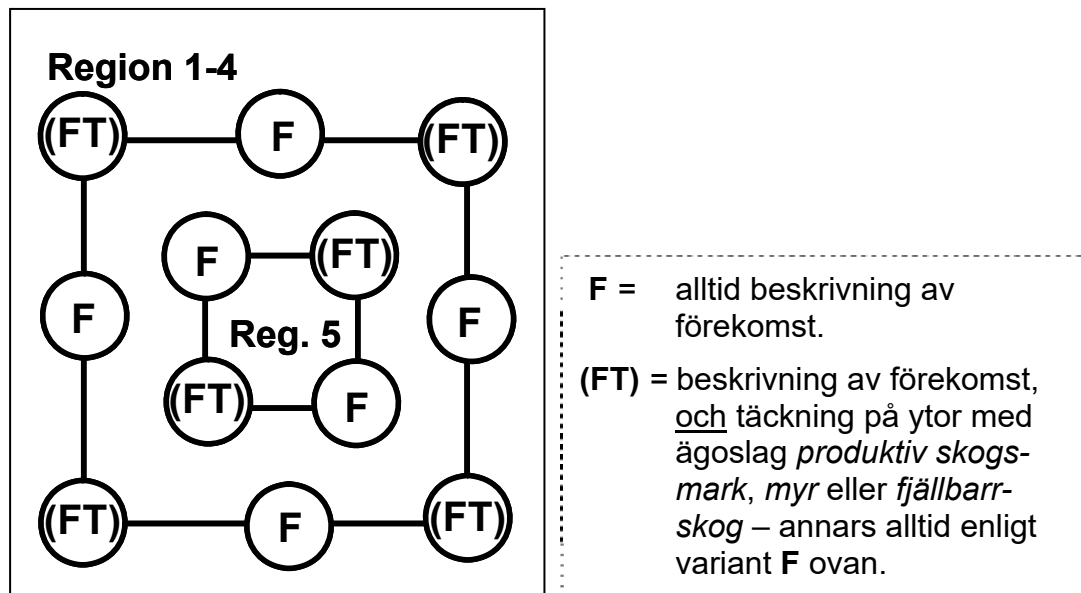 Region 1-4
(FT) F (FT)
F (FT)
F Reg. 5 F
(FT) F
(FT) F (FT)
F = alltid beskrivning av
förekomst.
(FT) = beskrivning av förekomst,
och täckning på ytor med
ägoslag produktiv skogs-
mark, myr eller fjällbarr-
skog – annars alltid enligt
variant F ovan.